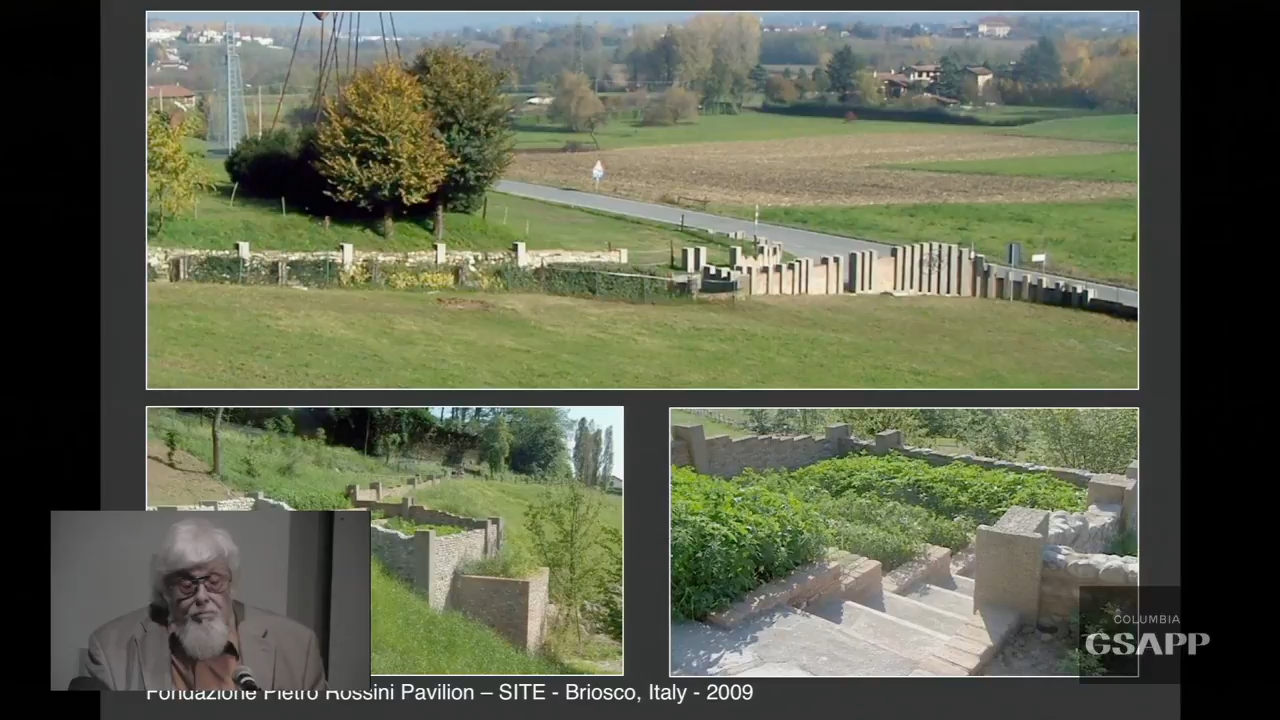 COLUMBIA
GSAPP
Fondazione Pietro Rossini Pavilion – SITE - Briosco, Italy - 2009